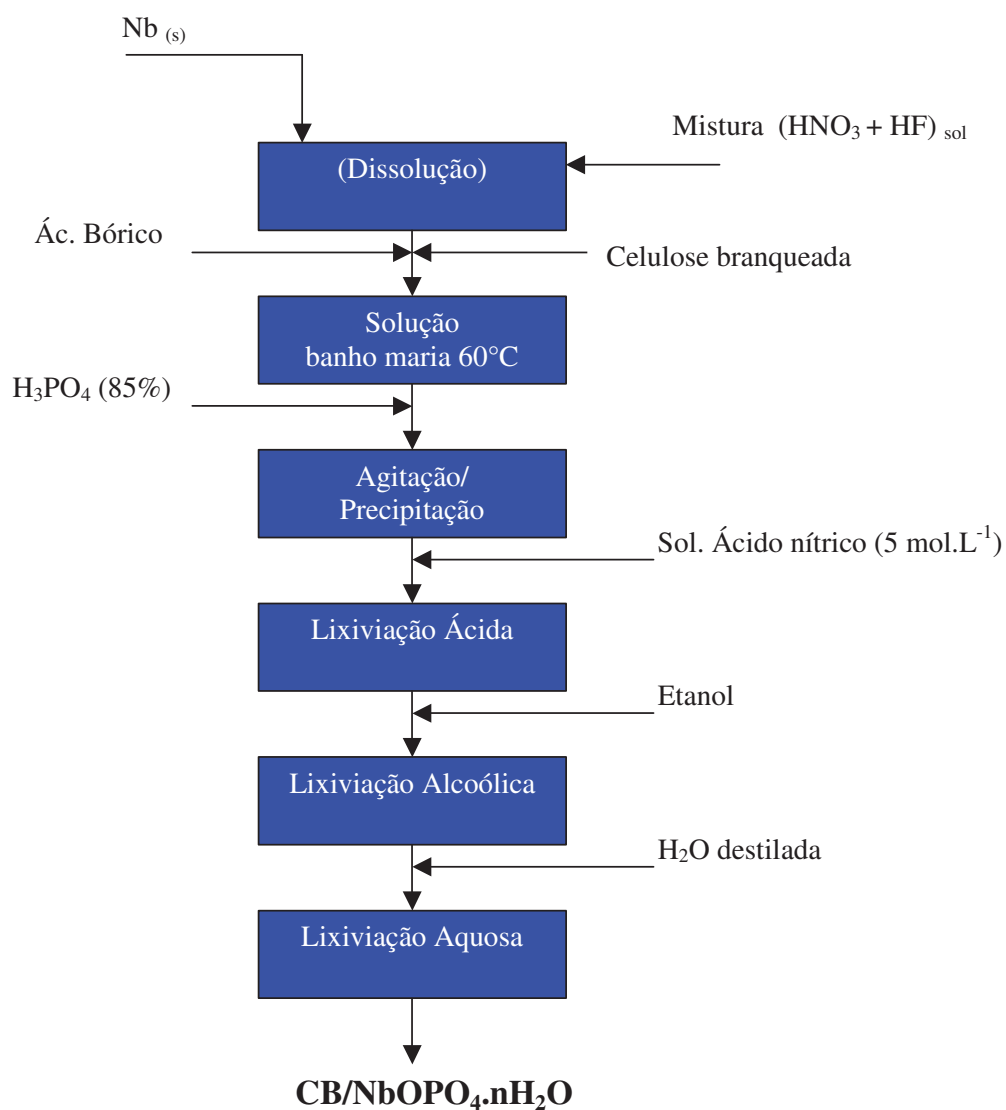 Nb (s)
Mistura (HNO₃ + HF) sol
(Dissolução)
Ác. Bórico
Celulose branqueada
Solução
banho maria 60°C
H₃PO₄ (85%)
Agitação/
Precipitação
Sol. Ácido nítrico (5 mol.L⁻¹)
Lixiviação Ácida
Etanol
Lixiviação Alcoólica
H₂O destilada
Lixiviação Aquosa
CB/NbOPO₄.nH₂O